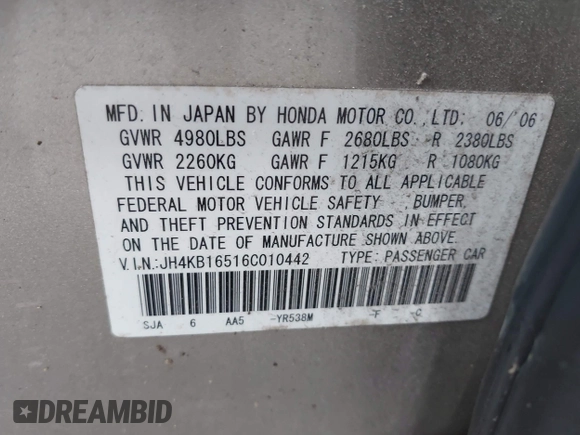 MFD. IN JAPAN BY HONDA MOTOR CO.,LTD. 06/'06
GVWR 4980LBS GAWR F 2680LBS R 2380LBS
GVWR 2260KG GAWR F 1215KG R 1080KG
THIS VEHICLE CONFORMS TO ALL APPLICABLE
FEDERAL MOTOR VEHICLE SAFETY , BUMPER,
AND THEFT PREVENTION STANDARDS IN EFFECT
ON THE DATE OF MANUFACTURE SHOWN ABOVE.
V.I.N.:JH4KB16516C010442 TYPE: PASSENGER CAR
SJA 6 AA5 -YR538M -F -C
DREAMBID